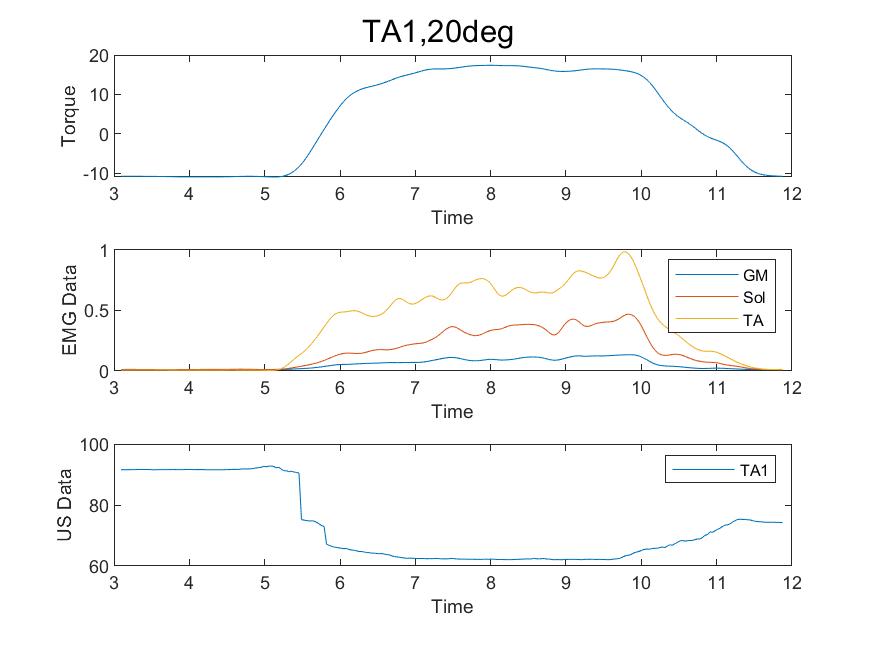 TA1,20deg
20
10
0
-10
Torque
3 4 5 6 7 8 9 10 11 12
Time
1
0.5
0
EMG Data
GM
Sol
TA
3 4 5 6 7 8 9 10 11 12
Time
100
80
60
US Data
TA1
3 4 5 6 7 8 9 10 11 12
Time